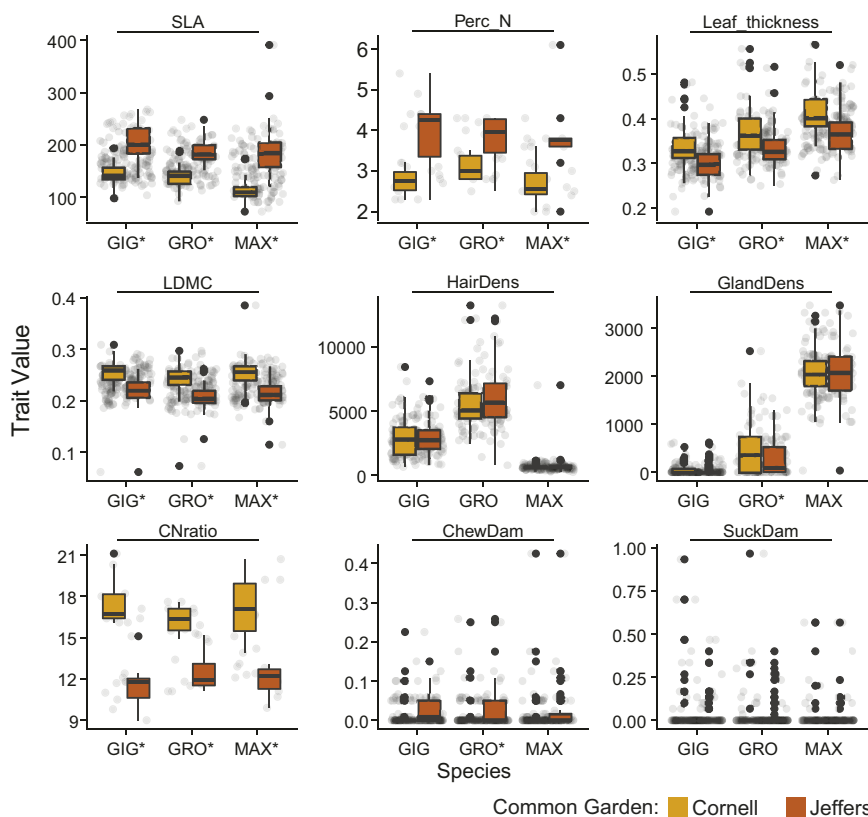 SLA Perc_N Leaf_thickness
400 6 0.5
300 5 0.4
200 4 0.3
100 3 0.2
2
GIG* GRO* MAX* GIG* GRO* MAX* GIG* GRO* MAX*
LDMC HairDens GlandDens
0.4 10000 3000
0.3 5000 2000
0.2 0 1000
0.1 0
GIG* GRO* MAX* GIG GRO MAX GIG GRO* MAX
Trait Value
CNratio ChewDam SuckDam
21 0.4 1.00
18 0.3 0.75
15 0.2 0.50
12 0.1 0.25
9 0.0 0.00
GIG* GRO* MAX* GIG GRO* MAX GIG GRO MAX
Species
Common Garden: Cornell Jeffers